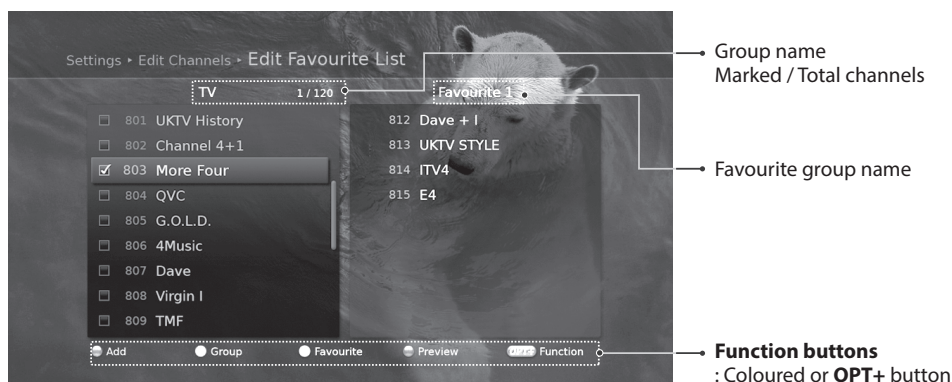 Settings ▸ Edit Channels ▸ Edit Favourite List
TV 1 / 120
Favourite 1
801 UKTV History
802 Channel 4+1
803 More Four
804 QVC
805 G.O.L.D.
806 4Music
807 Dave
808 Virgin I
809 TMF
812 Dave + I
813 UKTV STYLE
814 ITV4
815 E4
Add Group Favourite Preview OPT+ Function
Group name
Marked / Total channels
Favourite group name
Function buttons
: Coloured or OPT+ button